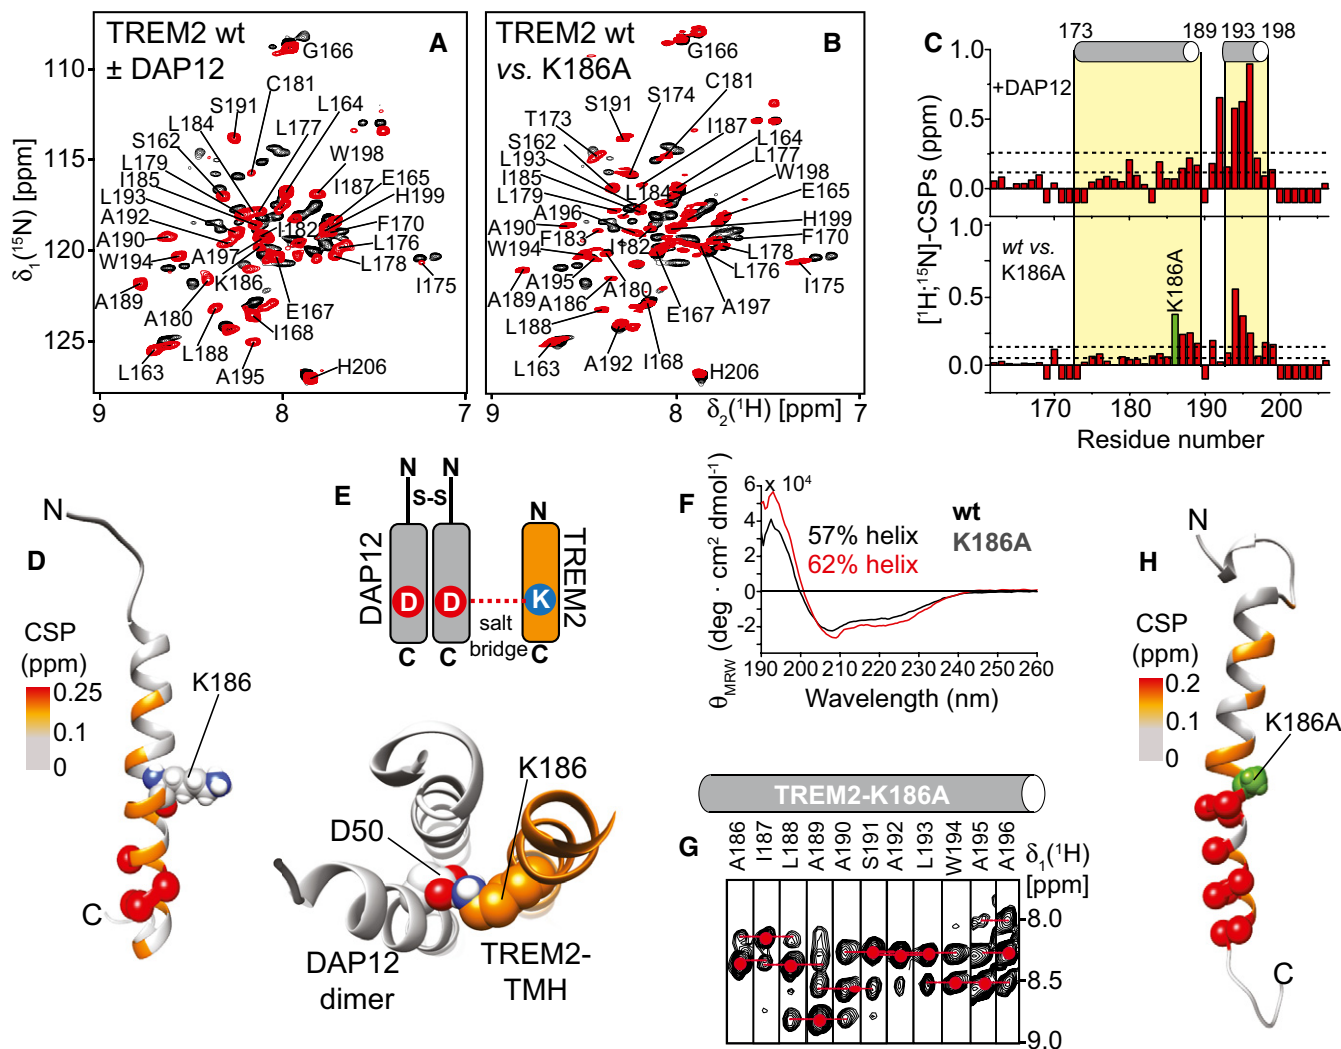 TREM2 wt
± DAP12
A
G166
C181
S191
L184
L177
L164
S162
L179
I185
L193
A192
A190
W194
A189
A180
A197
K186
I182
W198
I187
E165
H199
F170
L176
L178
I175
E167
I168
L188
L163
A195
H206
110
115
120
125
δ1(15N) [ppm]
9
8
7
TREM2 wt
vs. K186A
B
G166
S191
S174
C181
T173
S162
L193
I185
L179
A196
A190
F183
W194
A195
A189
A186
L184
I182
A180
I187
L164
L177
W198
E165
H199
F170
L178
L176
I175
A197
E167
L188
A192
I168
L163
H206
9
8
7
δ2(1H) [ppm]
C
173
189
193
198
1.0
+DAP12
0.5
0.0
1.0
wt vs.
K186A
0.5
K186A
0.0
[1H;15N]-CSPs (ppm)
170
180
190
200
Residue number
D
N
CSP
(ppm)
0.25
0.1
0
K186
C
E
N
N
S-S
N
DAP12
TREM2
D
D
K
salt
bridge
C
C
C
D50
K186
DAP12
dimer
TREM2-
TMH
F
x 10⁴
6
4
2
0
-2
θMRW (deg · cm² dmol⁻¹)
57% helix
62% helix
wt
K186A
190 200 210 220 230 240 250 260
Wavelength (nm)
TREM2-K186A
G
A186
I187
L188
A189
A190
S191
A192
L193
W194
A195
A196
δ1(1H)
[ppm]
8.0
8.5
9.0
H
N
CSP
(ppm)
0.2
0.1
0
K186A
C